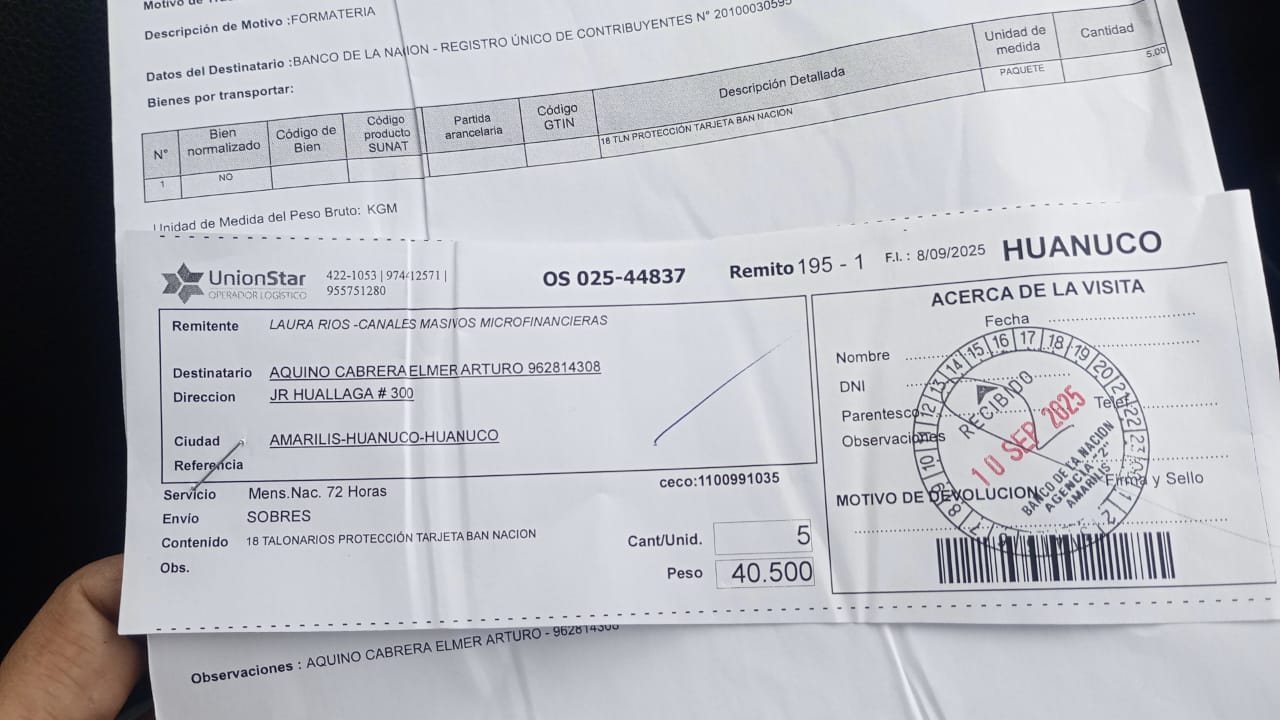 Descripción de Motivo :FORMATERIA
Datos del Destinatario :BANCO DE LA NACION - REGISTRO ÚNICO DE CONTRIBUYENTES N° 20100030595
Bienes por transportar:
N° Bien normalizado Código de Bien Código producto SUNAT Partida arancelaria Código GTIN Descripción Detallada Unidad de medida Cantidad
1 NO 18 TLN PROTECCIÓN TARJETA BAN NACIÓN PAQUETE 5.00
Unidad de Medida del Peso Bruto: KGM
UnionStar
OPERADOR LOGÍSTICO
422-1053 | 974412571 |
955751280
OS 025-44837
Remito 195 - 1
F.I. : 8/09/2025
HUANUCO
Remitente LAURA RIOS -CANALES MASIVOS MICROFINANCIERAS
Destinatario AQUINO CABRERA ELMER ARTURO 962814308
Direccion JR HUALLAGA # 300
Ciudad AMARILIS-HUANUCO-HUANUCO
Referencia
Servicio Mens.Nac. 72 Horas
ceco:1100991035
Envío SOBRES
Contenido 18 TALONARIOS PROTECCIÓN TARJETA BAN NACION
Obs.
Cant/Unid. 5
Peso 40.500
ACERCA DE LA VISITA
Fecha
Nombre
DNI
Parentesco
Telef
Observaciones
Firma y Sello
MOTIVO DE DEVOLUCION
RECIBIDO
10 SEP 2025
BANCO DE LA NACION
AGENCIA "2"
AMARILIS
Observaciones : AQUINO CABRERA ELMER ARTURO - 962814308